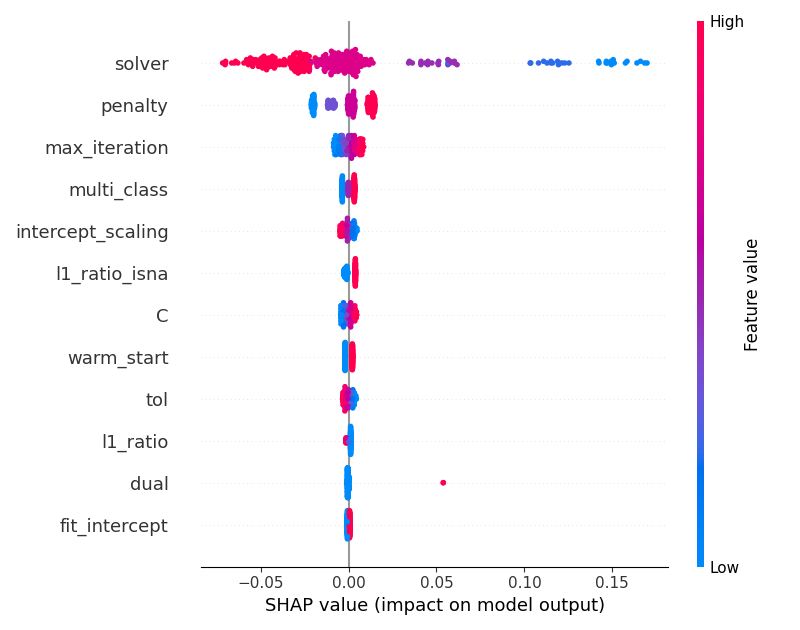 High
solver
penalty
max_iteration
multi_class
intercept_scaling
l1_ratio_isna
C
warm_start
tol
l1_ratio
dual
fit_intercept
Feature value
Low
−0.05 0.00 0.05 0.10 0.15
SHAP value (impact on model output)